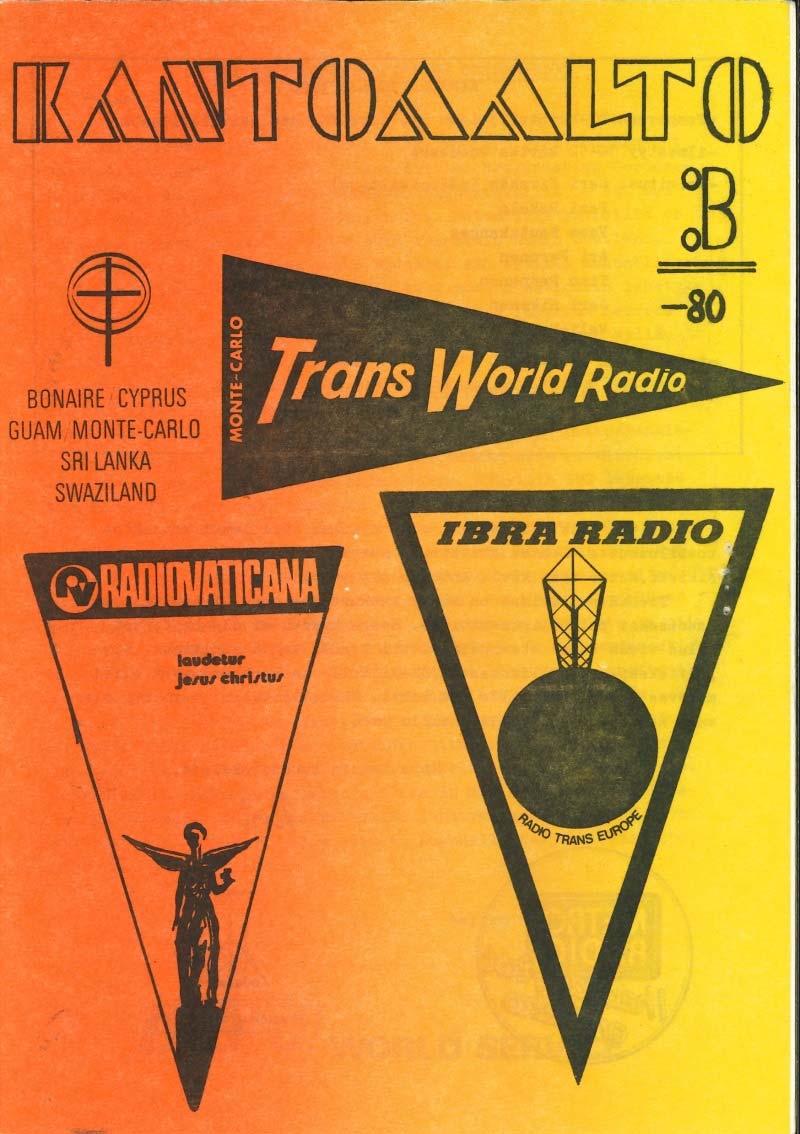 KANTOAALTO
B
-80
MONTE-CARLO
Trans World Radio
BONAIRE / CYPRUS
GUAM / MONTE-CARLO
SRI LANKA
SWAZILAND
IBRA RADIO
RADIOVATICANA
laudetur
jesus christus
RADIO TRANS EUROPE